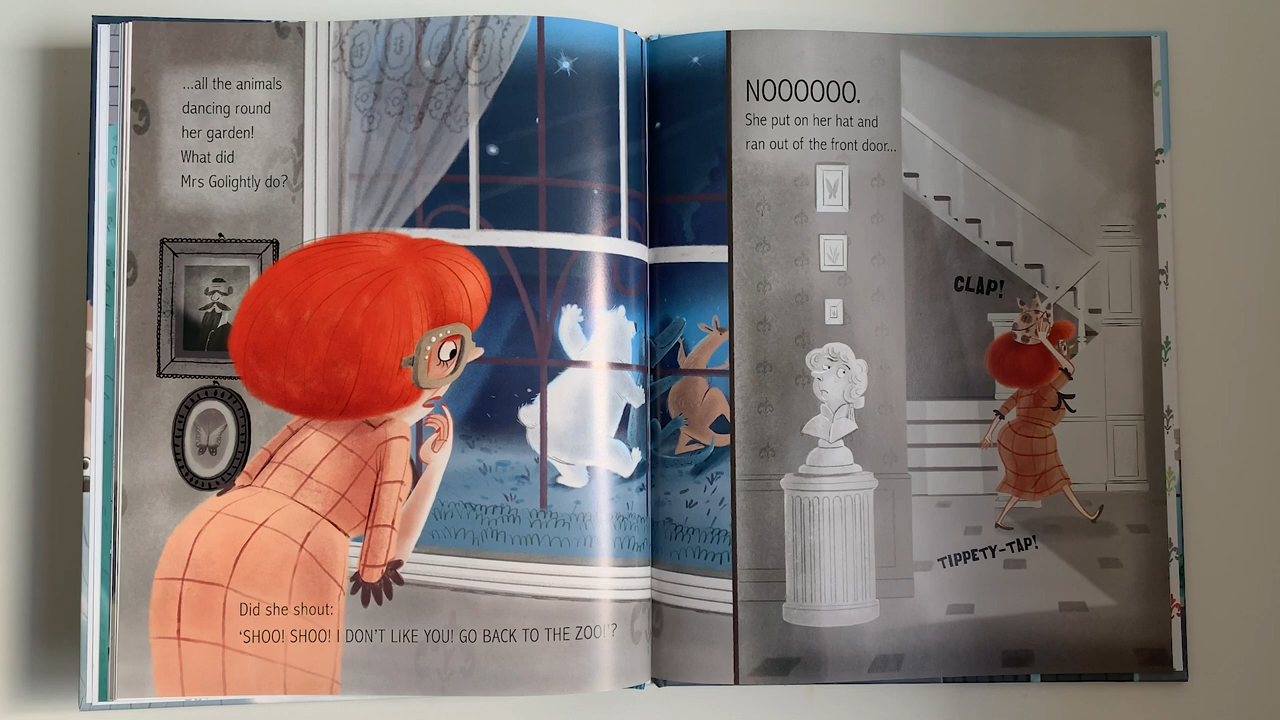 ...all the animals
dancing round
her garden!
What did
Mrs Golightly do?
Did she shout:
‘SHOO! SHOO! I DON’T LIKE YOU! GO BACK TO THE ZOO!’?
NOOOOOO.
She put on her hat and
ran out of the front door...
CLAP!
TIPPETY-TAP!